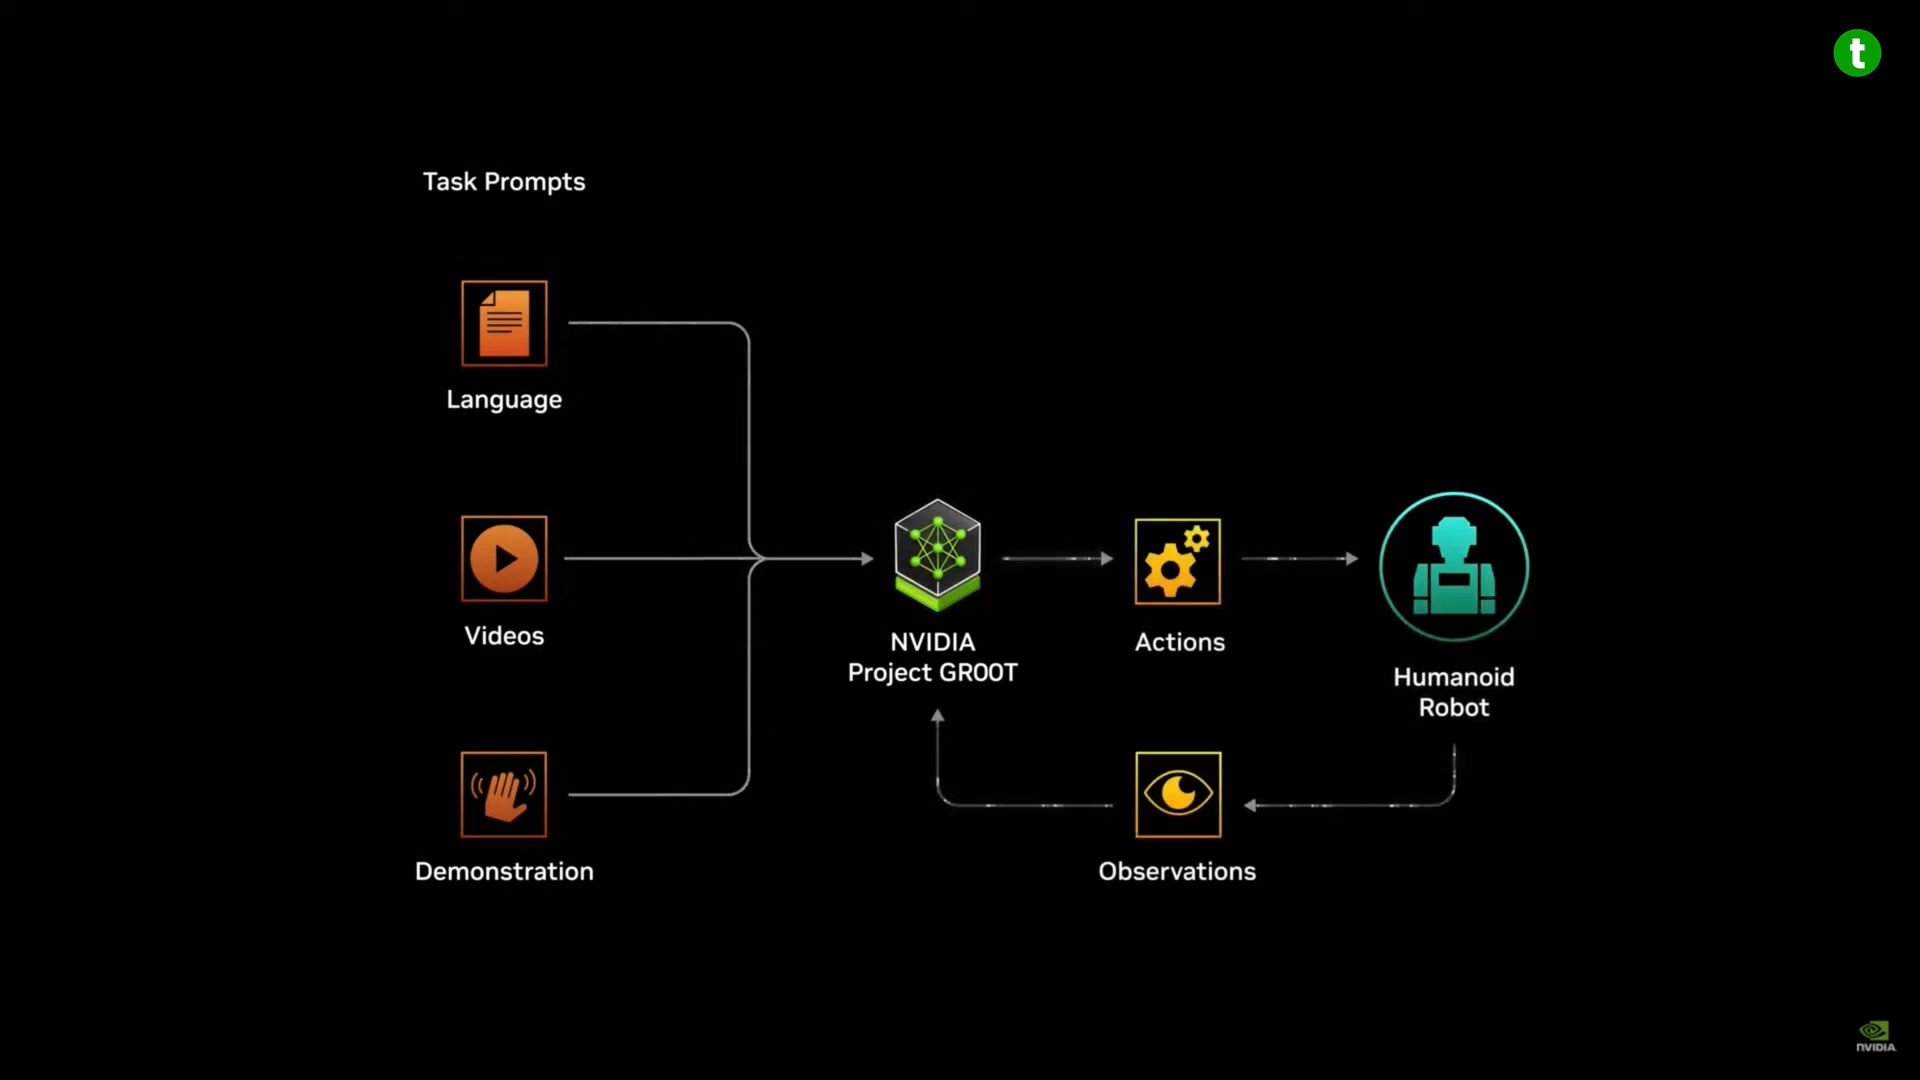 t
Task Prompts
Language
Videos
Demonstration
NVIDIA
Project GR00T
Actions
Humanoid
Robot
Observations
NVIDIA